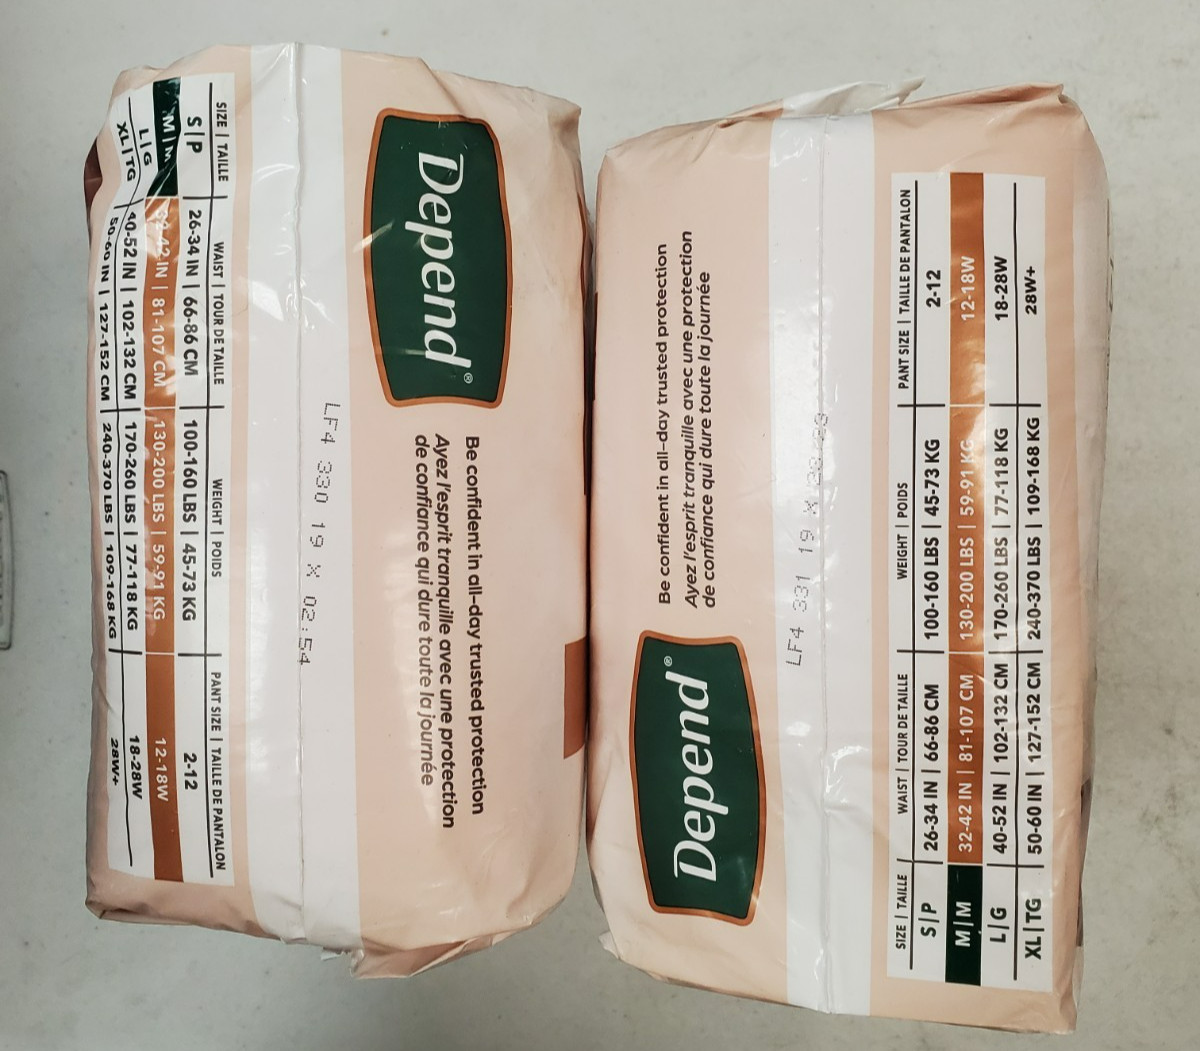 SIZE | TAILLE WAIST | TOUR DE TAILLE WEIGHT | POIDS PANT SIZE | TAILLE DE PANTALON
S|P 26-34 IN | 66-86 CM 100-160 LBS | 45-73 KG 2-12
M|M 32-42 IN | 81-107 CM 130-200 LBS | 59-91 KG 12-18W
L|G 40-52 IN | 102-132 CM 170-260 LBS | 77-118 KG 18-28W
XL|TG 50-60 IN | 127-152 CM 240-370 LBS | 109-168 KG 28W+
LF4 330 19 X 02:54
Depend®
Be confident in all-day trusted protection
Ayez l'esprit tranquille avec une protection
de confiance qui dure toute la journée
Depend®
Be confident in all-day trusted protection
Ayez l'esprit tranquille avec une protection
de confiance qui dure toute la journée
LF4 331 19 X
SIZE | TAILLE WAIST | TOUR DE TAILLE WEIGHT | POIDS PANT SIZE | TAILLE DE PANTALON
S|P 26-34 IN | 66-86 CM 100-160 LBS | 45-73 KG 2-12
M|M 32-42 IN | 81-107 CM 130-200 LBS | 59-91 KG 12-18W
L|G 40-52 IN | 102-132 CM 170-260 LBS | 77-118 KG 18-28W
XL|TG 50-60 IN | 127-152 CM 240-370 LBS | 109-168 KG 28W+